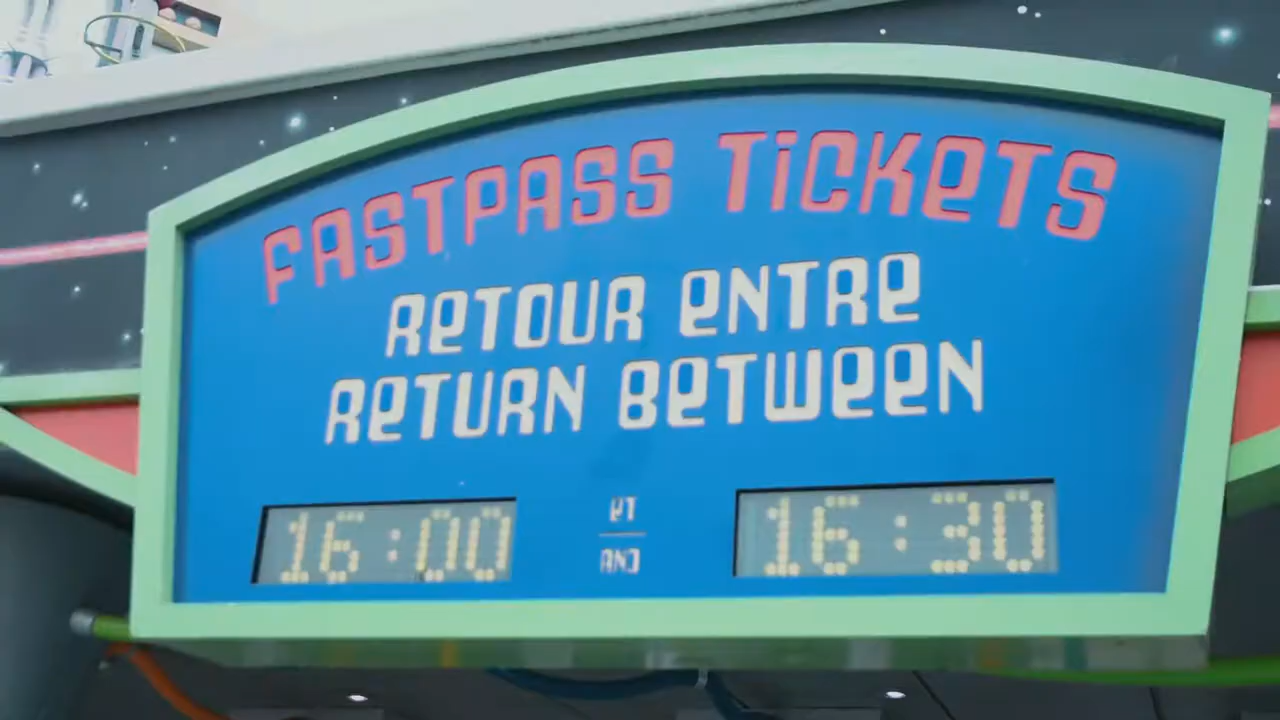 FASTPASS TICKETS
RETOUR ENTRE
RETURN BETWEEN
16:00 ET 16:30
AND